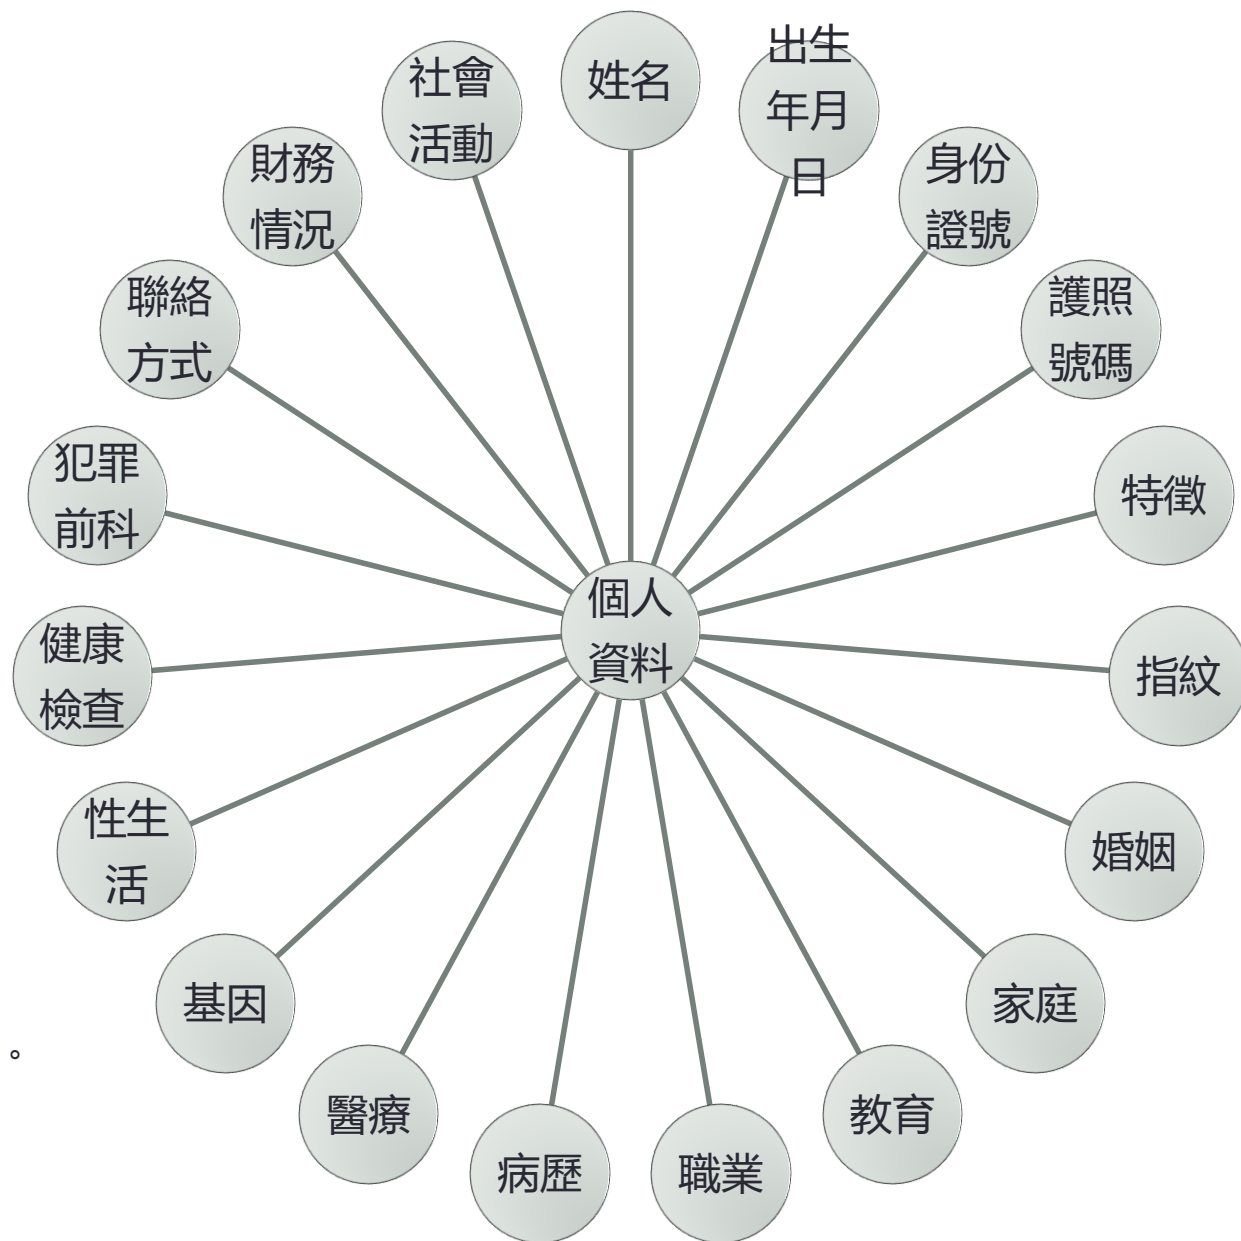 姓名
出生
年月
日
身份
證號
護照
號碼
特徵
指紋
婚姻
家庭
教育
職業
病歷
醫療
基因
性生
活
健康
檢查
犯罪
前科
聯絡
方式
財務
情況
社會
活動
個人
資料
。